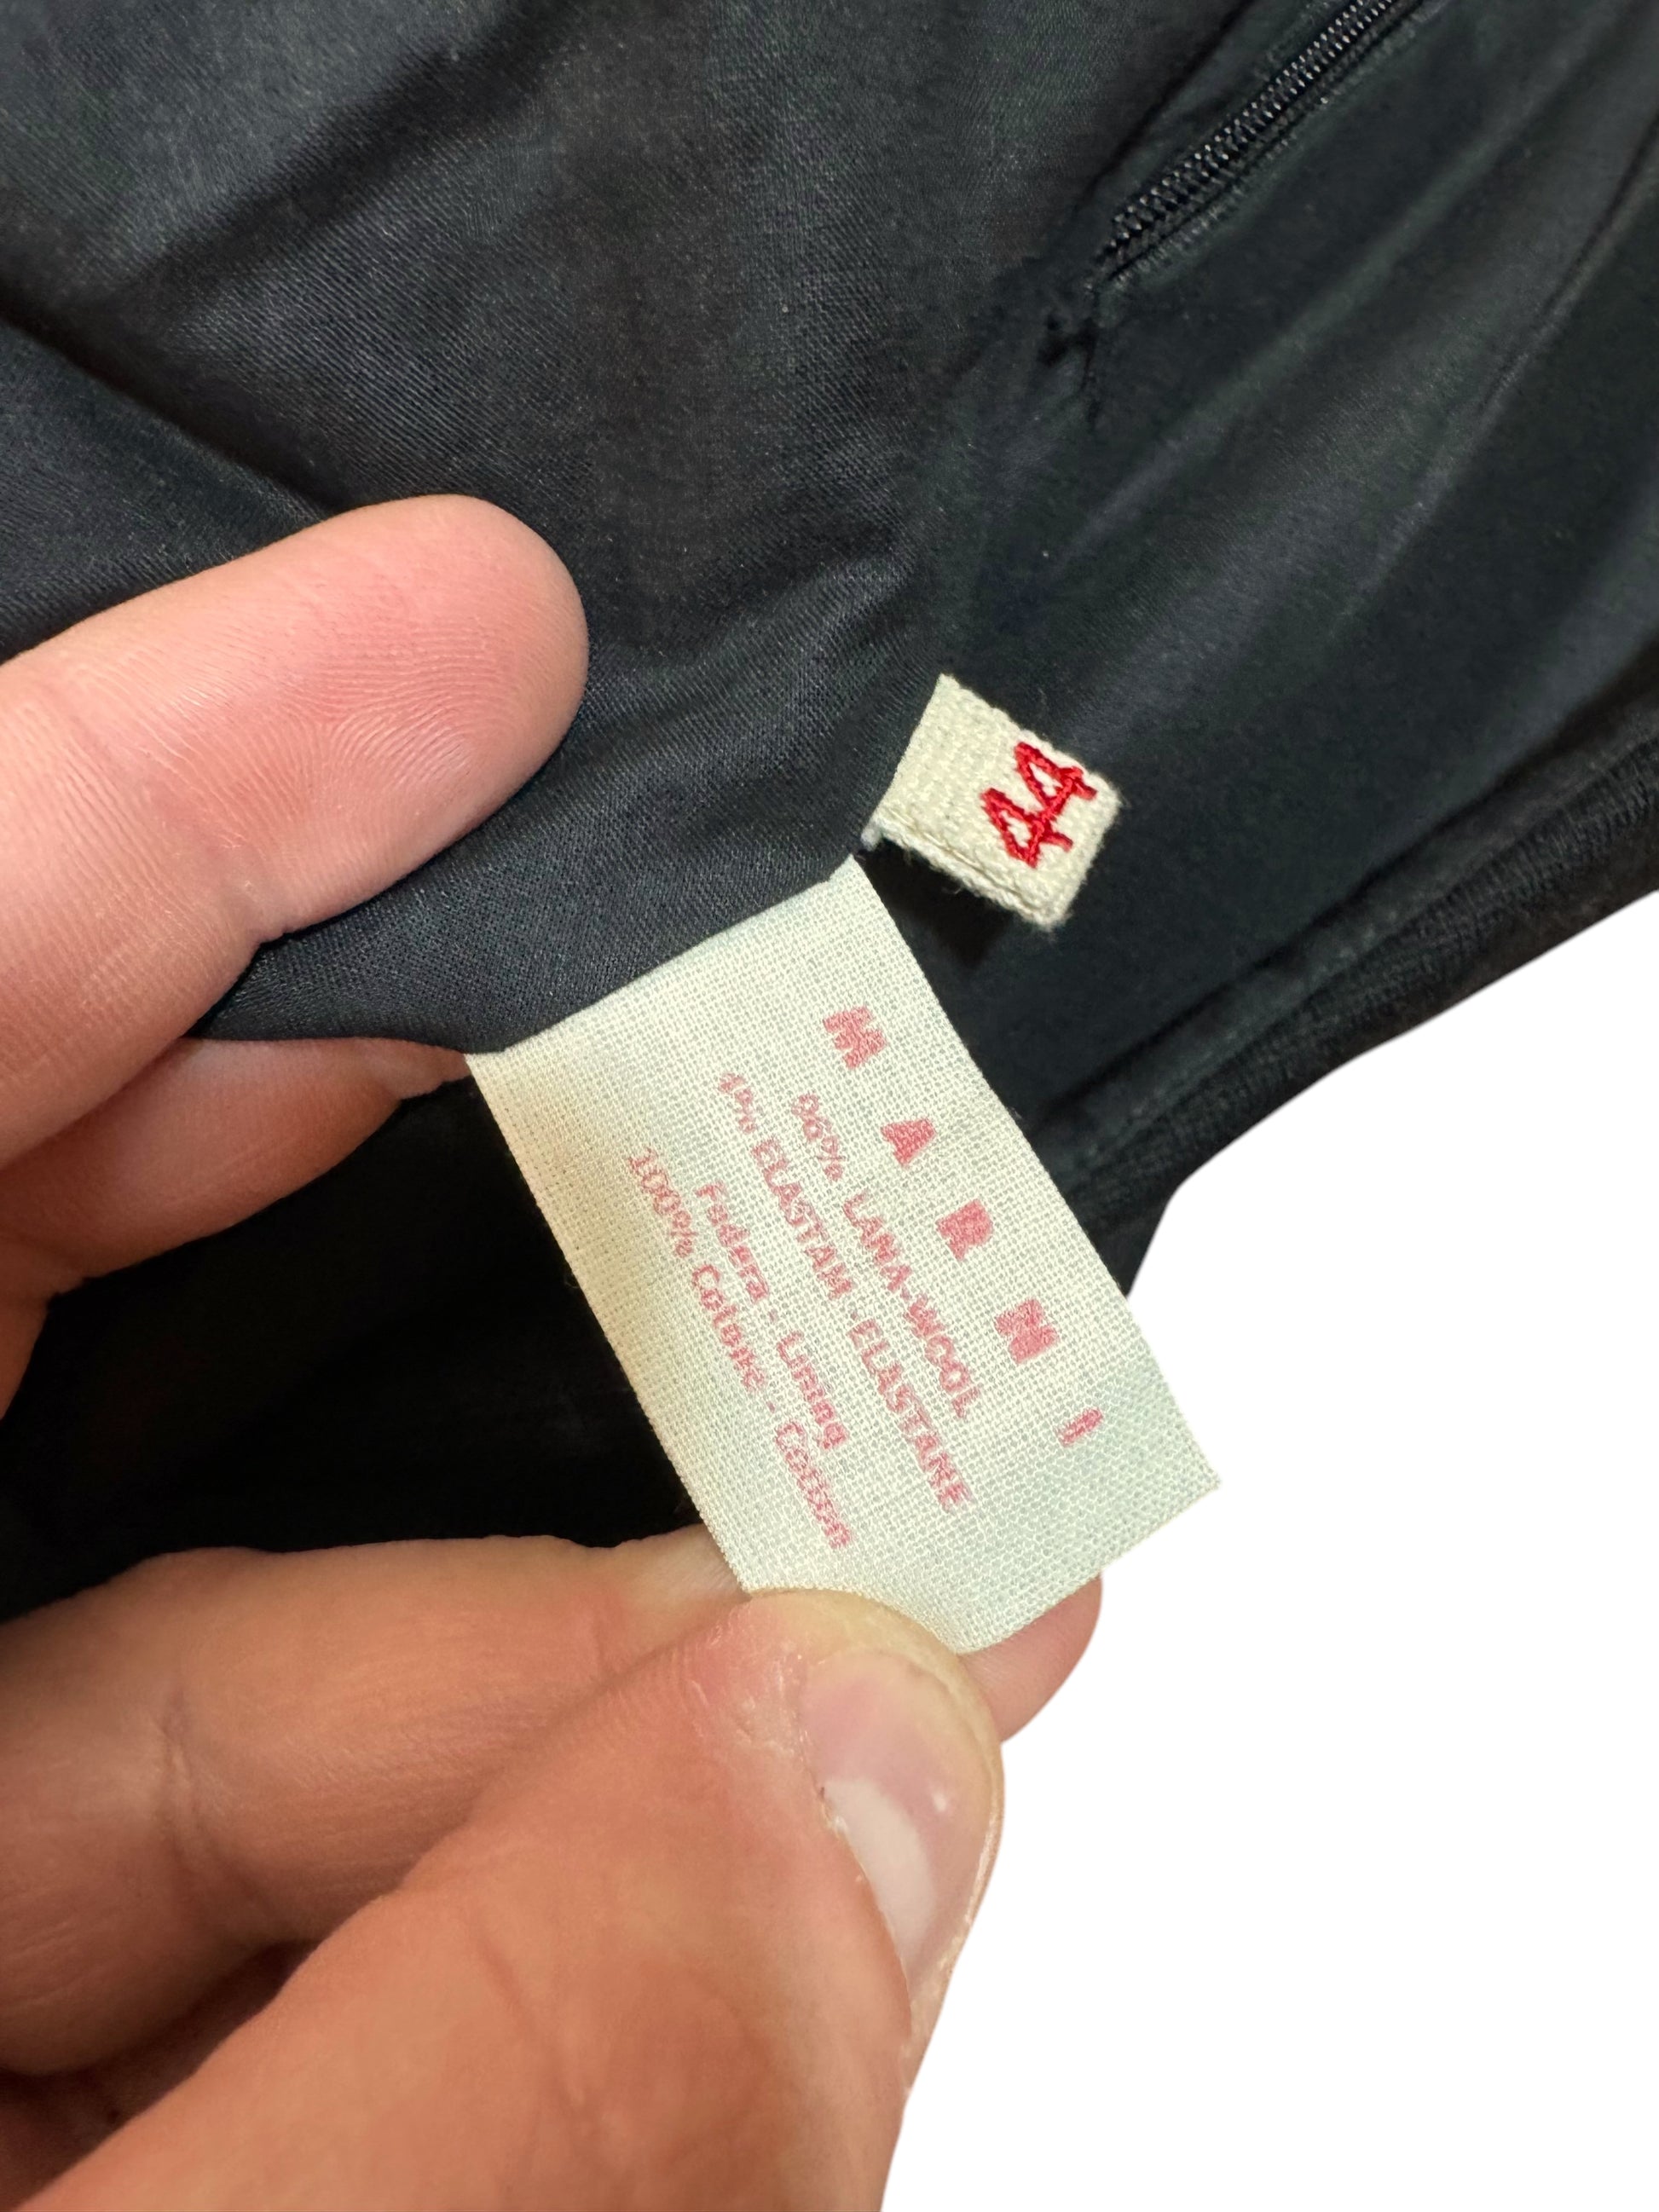 44
MARNI
96% LANA-WOOL
4% ELASTAM-ELASTANE
Fodera - Lining
100% Cotone - Cotton